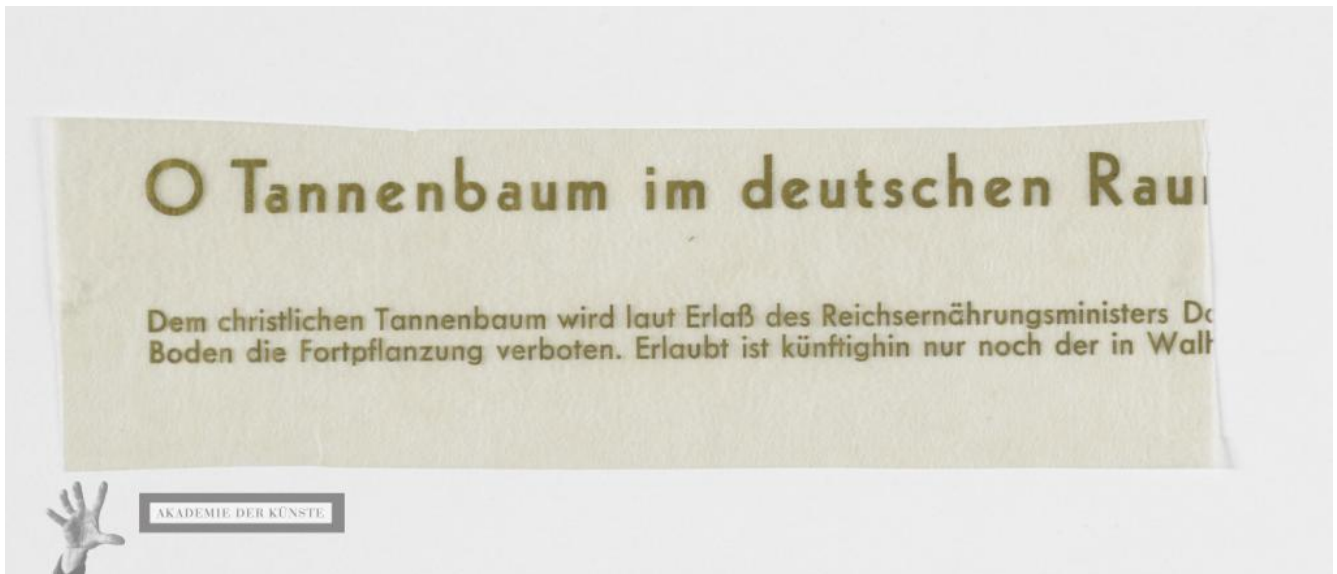 O Tannenbaum im deutschen
Dem christlichen Tannenbaum wird laut Erlaß des Reichsernährungsministers
Boden die Fortpflanzung verboten. Erlaubt ist künftighin nur noch der in
AKADEMIE DER KÜNSTE